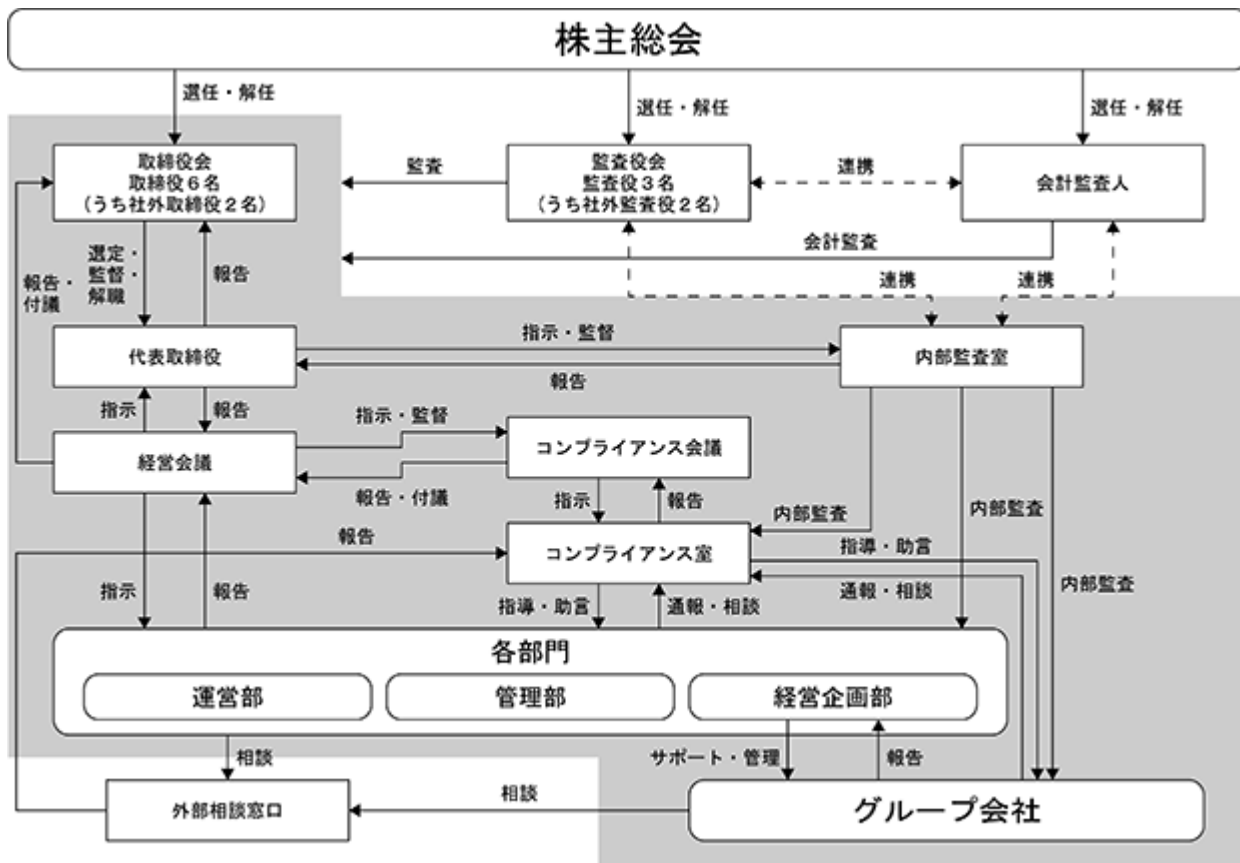 株主総会
選任・解任
選任・解任
選任・解任
取締役会
取締役6名
(うち社外取締役2名)
監査
監査役会
監査役3名
(うち社外監査役2名)
連携
会計監査人
会計監査
選定・
監督・
解職
報告
報告・
付議
連携
連携
代表取締役
指示・監督
報告
内部監査室
指示
報告
指示・監督
経営会議
コンプライアンス会議
報告・付議
指示
報告
内部監査
内部監査
報告
コンプライアンス室
指導・助言
指示
報告
指導・助言
通報・相談
通報・相談
内部監査
各部門
運営部
管理部
経営企画部
相談
サポート・管理
報告
外部相談窓口
相談
グループ会社